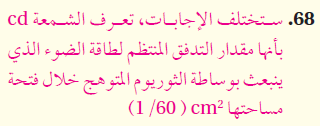 68. ستختلف الإجابات، تعرف الشمعة cd
بأنها مقدار التدفق المنتظم لطاقة الضوء الذي
ينبعث بوساطة الثوريوم المتوهج خلال فتحة
مساحتها (1/60) cm²